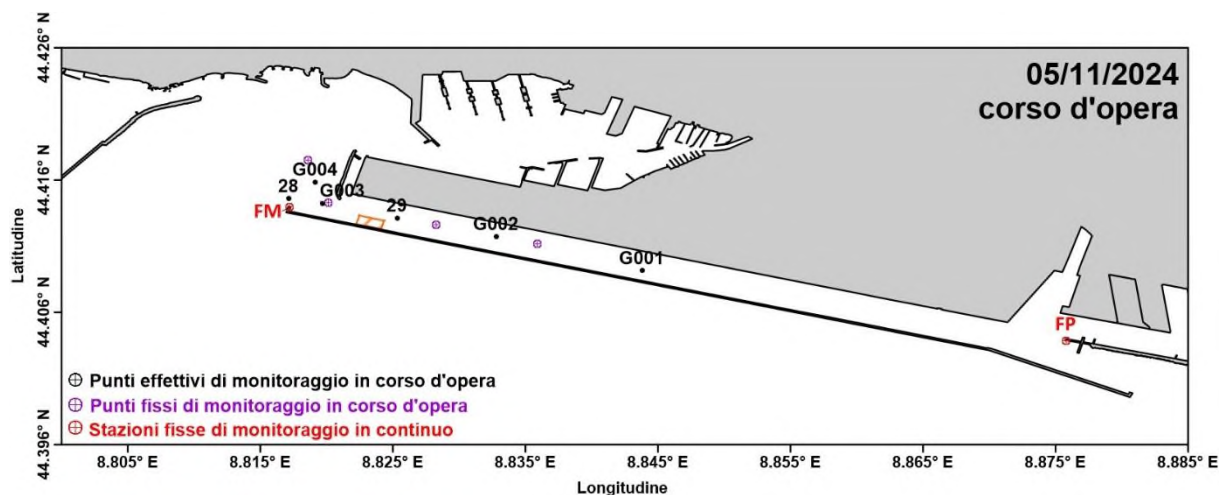 05/11/2024
corso d'opera
G004
28
G003
FM
29
G002
G001
FP
Punti effettivi di monitoraggio in corso d'opera
Punti fissi di monitoraggio in corso d'opera
Stazioni fisse di monitoraggio in continuo
Latitudine
44.426° N
44.416° N
44.406° N
44.396° N
8.805° E 8.815° E 8.825° E 8.835° E 8.845° E 8.855° E 8.865° E 8.875° E 8.885° E
Longitudine